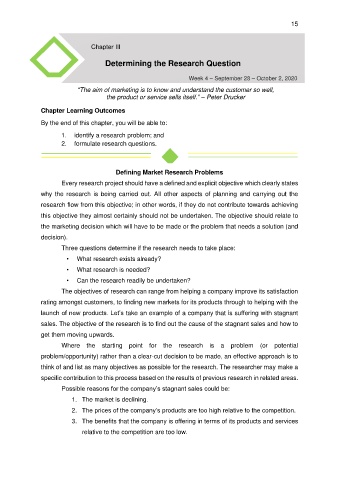 15
Chapter III
Determining the Research Question
Week 4 – September 28 – October 2, 2020
"The aim of marketing is to know and understand the customer so well,
the product or service sells itself." – Peter Drucker
Chapter Learning Outcomes
By the end of this chapter, you will be able to:
1. identify a research problem; and
2. formulate research questions.
Defining Market Research Problems
Every research project should have a defined and explicit objective which clearly states
why the research is being carried out. All other aspects of planning and carrying out the
research flow from this objective; in other words, if they do not contribute towards achieving
this objective they almost certainly should not be undertaken. The objective should relate to
the marketing decision which will have to be made or the problem that needs a solution (and
decision).
Three questions determine if the research needs to take place:
• What research exists already?
• What research is needed?
• Can the research readily be undertaken?
The objectives of research can range from helping a company improve its satisfaction
rating amongst customers, to finding new markets for its products through to helping with the
launch of new products. Let's take an example of a company that is suffering with stagnant
sales. The objective of the research is to find out the cause of the stagnant sales and how to
get them moving upwards.
Where the starting point for the research is a problem (or potential
problem/opportunity) rather than a clear-cut decision to be made, an effective approach is to
think of and list as many objectives as possible for the research. The researcher may make a
specific contribution to this process based on the results of previous research in related areas.
Possible reasons for the company's stagnant sales could be:
1. The market is declining.
2. The prices of the company's products are too high relative to the competition.
3. The benefits that the company is offering in terms of its products and services
relative to the competition are too low.